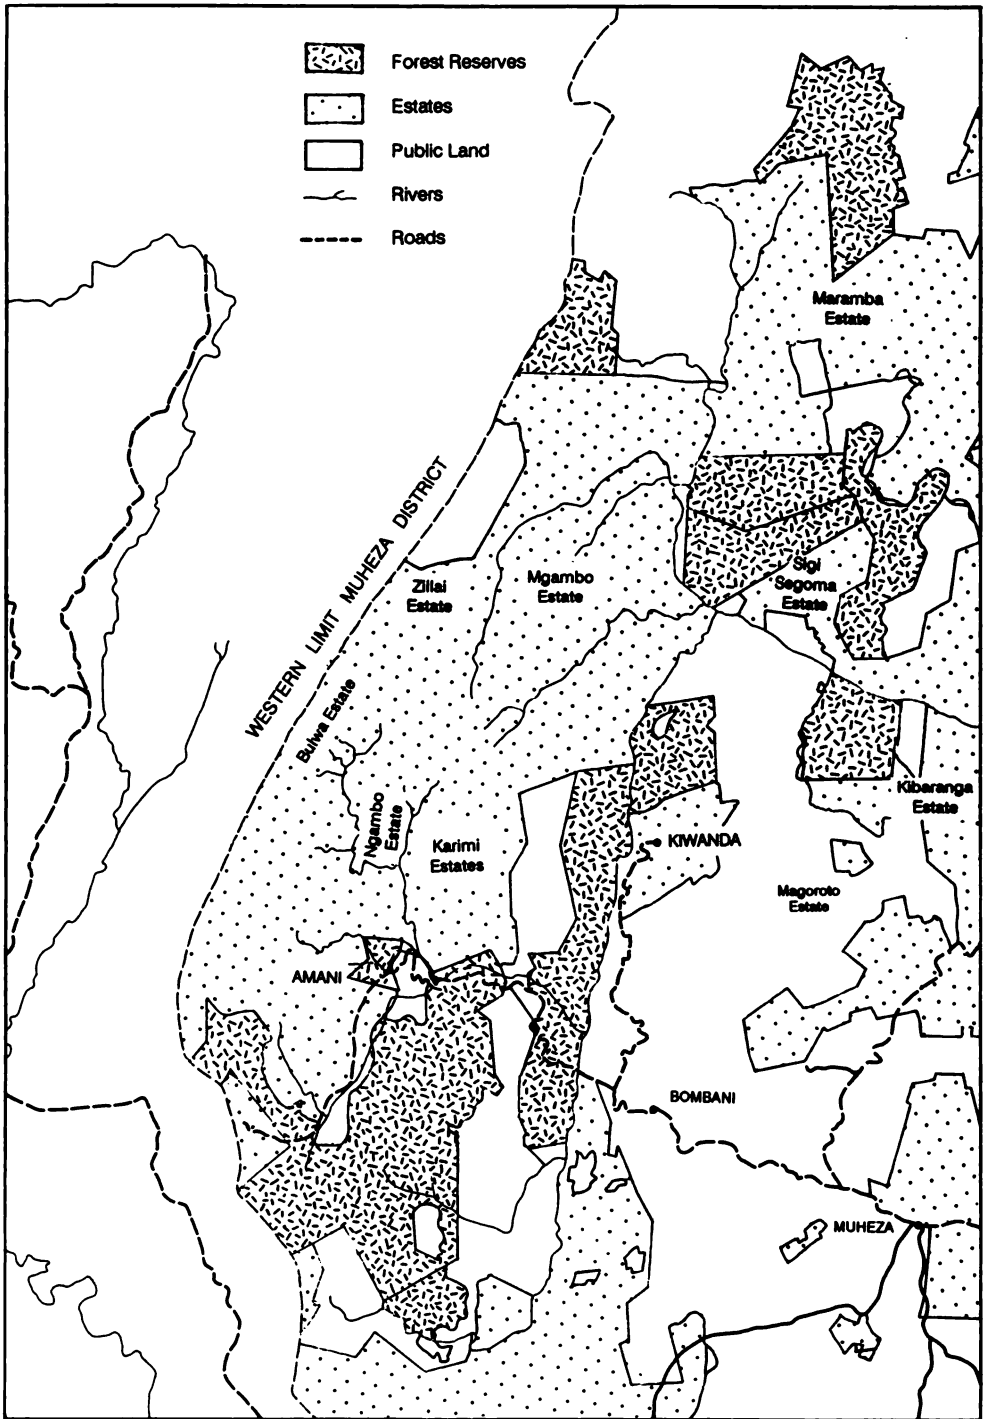 Forest Reserves
Estates
Public Land
Rivers
Roads
Maramba
Estate
WESTERN LIMIT MUHEZA DISTRICT
Zillai
Estate
Mgambo
Estate
Sigi
Segoma
Estate
Bulwa Estate
Ngambo
Estate
Karimi
Estates
Kibaranga
Estate
KIWANDA
Magoroto
Estate
AMANI
BOMBANI
MUHEZA